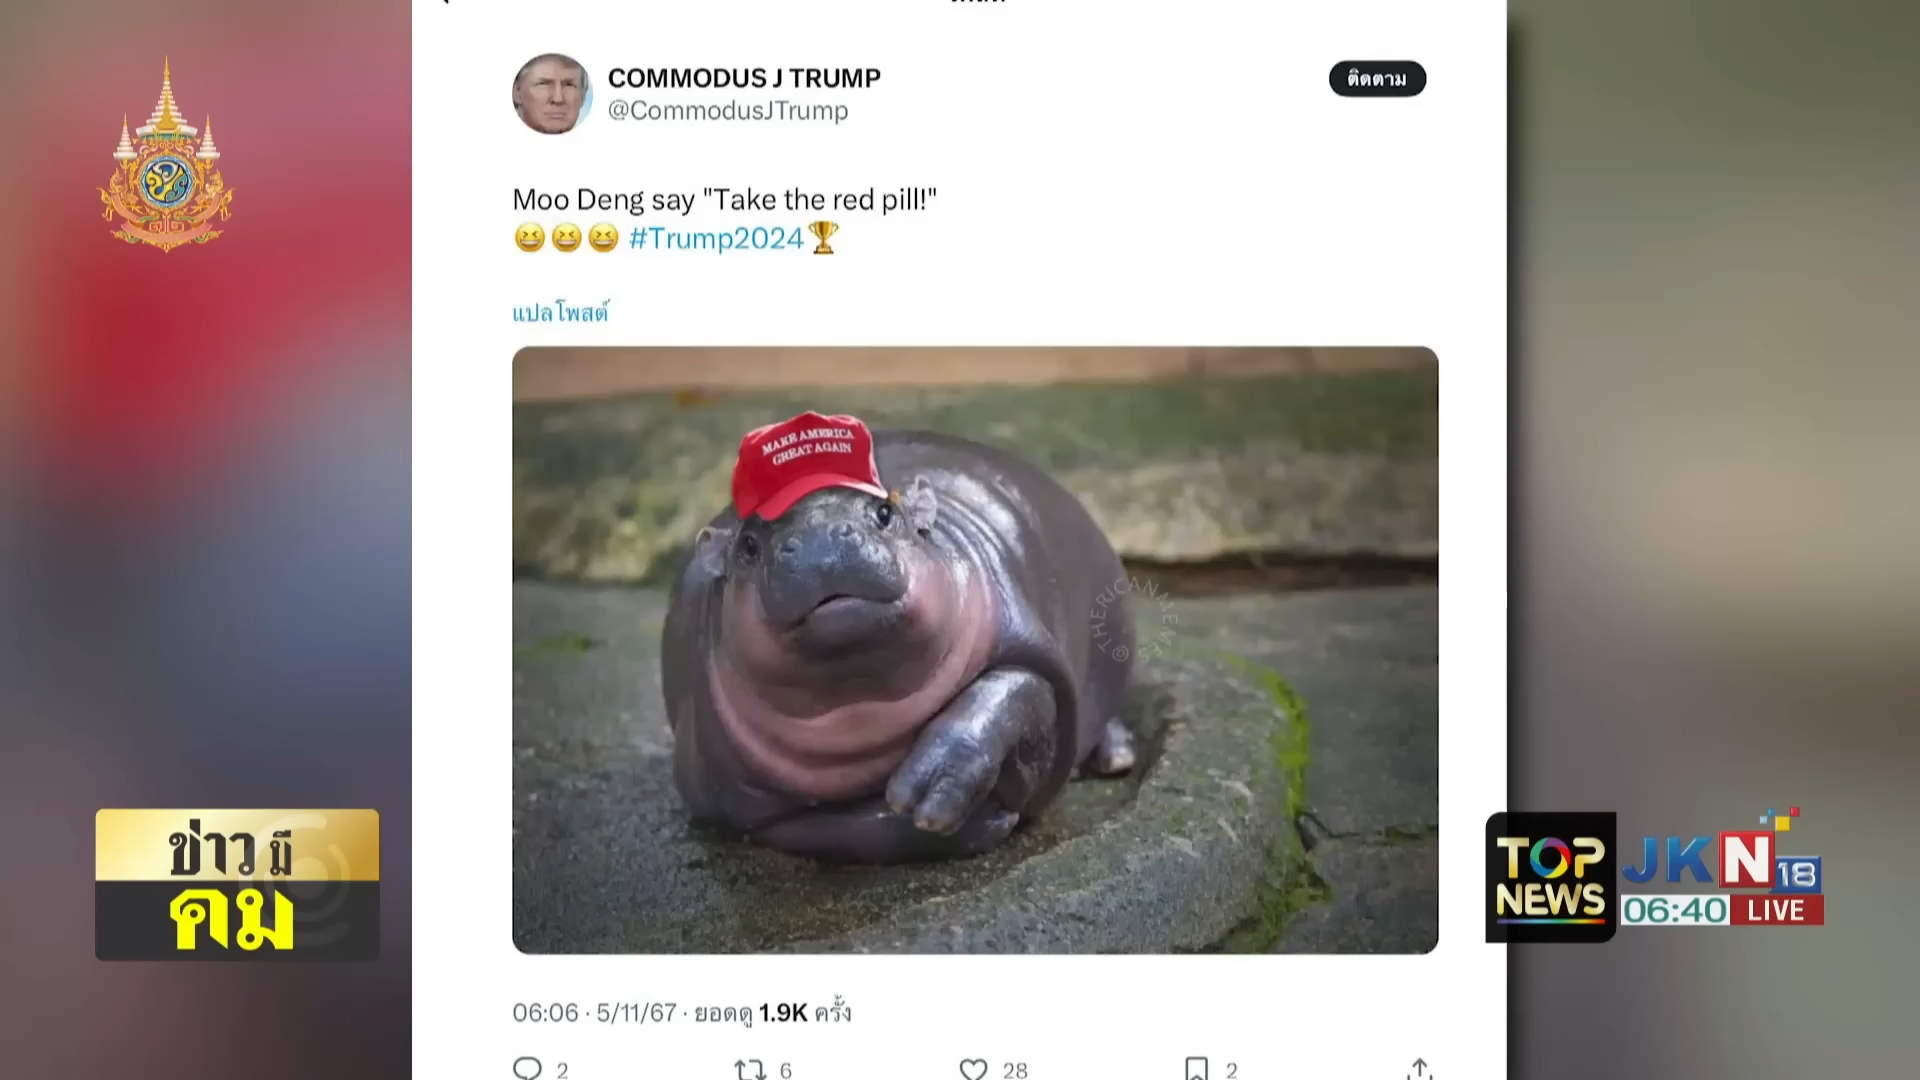 COMMODUS J TRUMP
@CommodusJTrump
ติดตาม
Moo Deng say "Take the red pill!"
😆😆😆 #Trump2024🏆
แปลโพสต์
MAKE AMERICA
GREAT AGAIN
@THERICANMEMES
06:06 · 5/11/67 · ยอดดู 1.9K ครั้ง
2 6 28 2
ข่าวมี
คม
TOP
NEWS
JKN18
06:40 LIVE